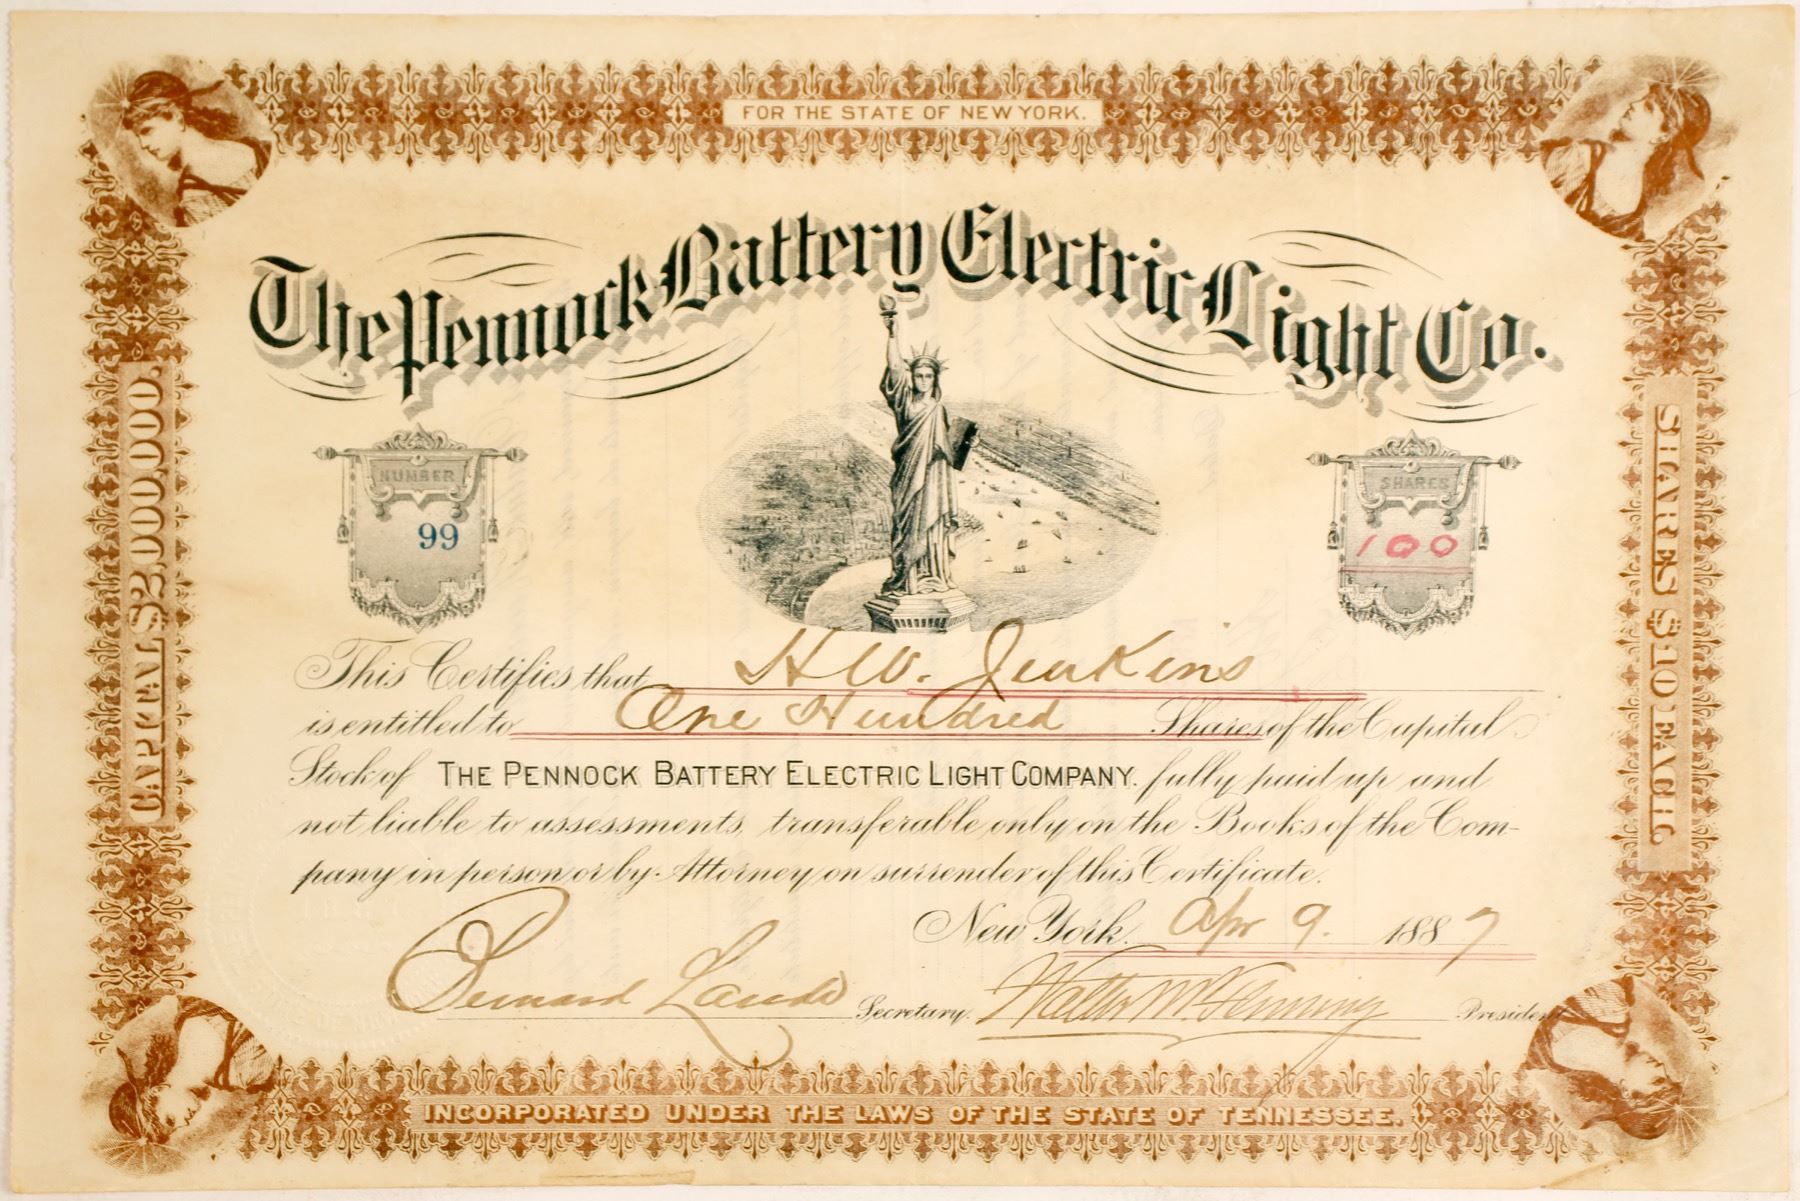 FOR THE STATE OF NEW YORK.
The Pennock Battery Electric Light Co.
NUMBER
99
SHARES
100
CAPITAL $2,000,000.
SHARES $10 EACH
This Certifies that H.W. Jenkins
is entitled to One Hundred Shares of the Capital
Stock of THE PENNOCK BATTERY ELECTRIC LIGHT COMPANY. fully paid up and
not liable to assessments, transferable only on the Books of the Com-
pany in person or by Attorney on surrender of this Certificate.
New York, Apr 9. 1887
Secretary. Walter President
INCORPORATED UNDER THE LAWS OF THE STATE OF TENNESSEE.